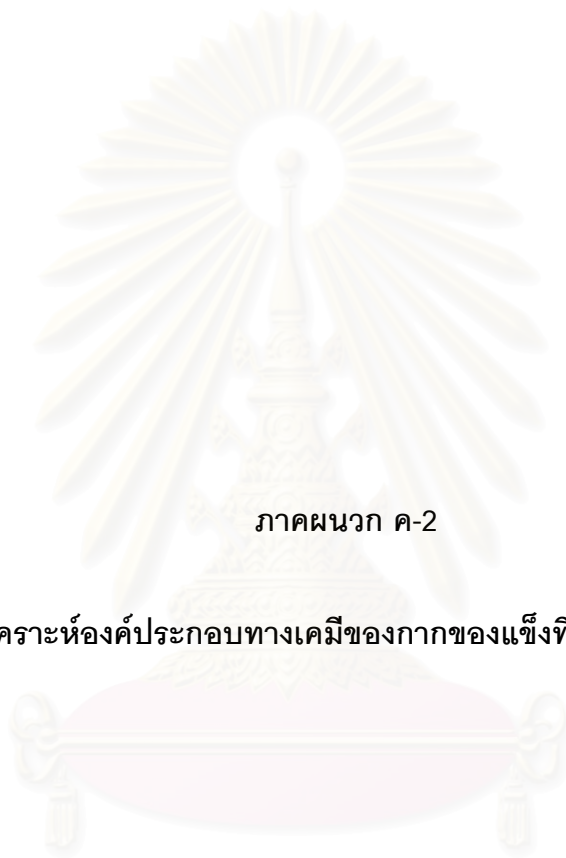 ภาคผนวก ค-2
เคราะห์องค์ประกอบทางเคมีของกากของแข็งที